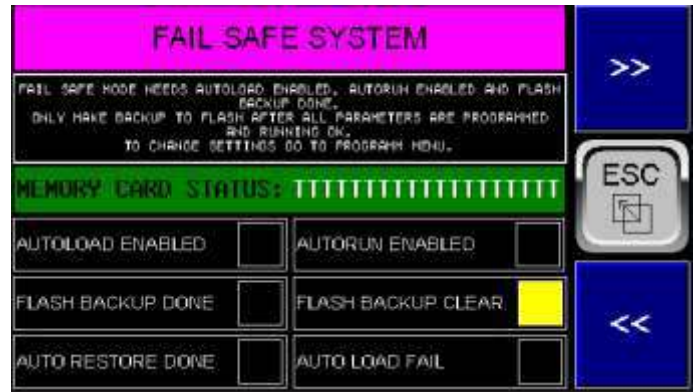 FAIL SAFE SYSTEM
FAIL SAFE MODE NEEDS AUTOLOAD ENABLED, AUTORUN ENABLED AND FLASH
BACKUP DONE.
ONLY MAKE BACKUP TO FLASH AFTER ALL PARAMETERS ARE PROGRAMMED
AND RUNNING OK.
TO CHANGE SETTINGS GO TO PROGRAMM MENU.
MEMORY CARD STATUS: TTTTTTTTTTTTTTTTTTTT
AUTOLOAD ENABLED
AUTORUN ENABLED
FLASH BACKUP DONE
FLASH BACKUP CLEAR
AUTO RESTORE DONE
AUTO LOAD FAIL
>>
ESC
<<